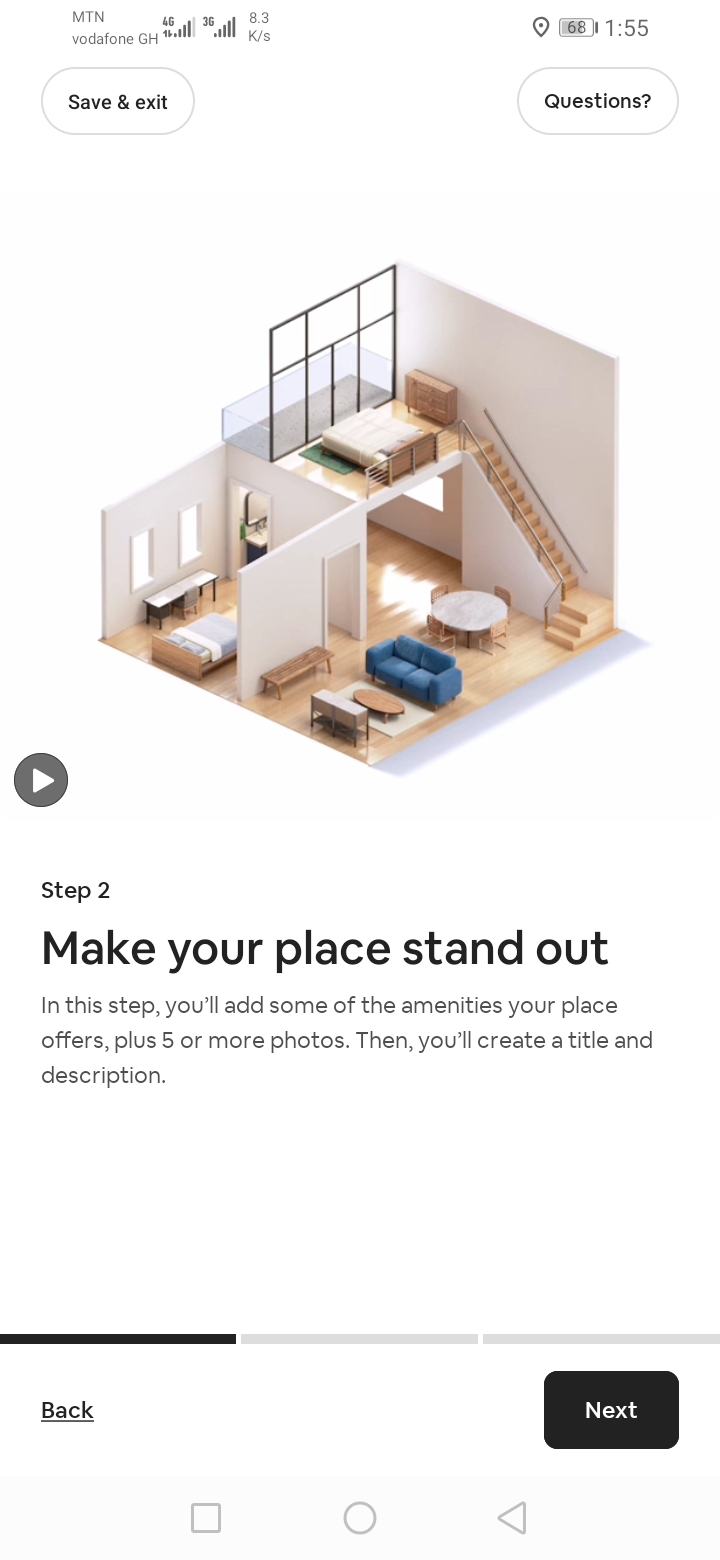 MTN
vodafone GH
4G
3G
8.3
K/s
68
1:55
Save & exit
Questions?
Step 2
Make your place stand out
In this step, you’ll add some of the amenities your place
offers, plus 5 or more photos. Then, you’ll create a title and
description.
Back
Next